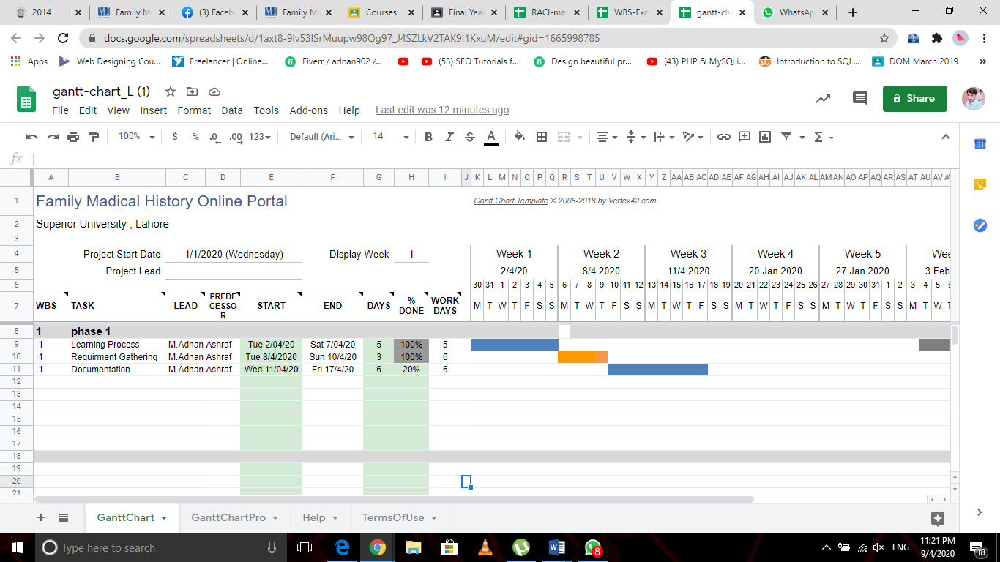 2014 Family M (3) Faceb Family M Courses Final Yea RACI-ma WBS-Exc gantt-cha WhatsAp
docs.google.com/spreadsheets/d/1axt8-9Iv53ISrMuupw98Qg97_J4SZLkV2TAK9I1KxuM/edit#gid=1665998785
Apps Web Designing Cou... Freelancer | Online... Fiverr / adnan902 /... (53) SEO Tutorials f... Design beautiful pr... (43) PHP & MySQLi... Introduction to SQL... DOM March 2019 »
gantt-chart_L (1)
Share
File Edit View Insert Format Data Tools Add-ons Help Last edit was 12 minutes ago
100% $ % .0 .00 123 Default (Ari... 14 B I S A Σ
fx
A B C D E F G H I J K L M N O P Q R S T U V W X Y Z AA AB AC AD AE AF AG AH AI AJ AK AL AM AN AO AP AQ AR AS AT AU AV
1 Family Madical History Online Portal Gantt Chart Template © 2006-2018 by Vertex42.com.
2 Superior University , Lahore
3
4 Project Start Date 1/1/2020 (Wednesday) Display Week 1 Week 1 Week 2 Week 3 Week 4 Week 5 Wee
5 Project Lead 2/4/20 8/4 2020 11/4 2020 20 Jan 2020 27 Jan 2020 3 Feb
6 30 31 1 2 3 4 5 6 7 8 9 10 11 12 13 14 15 16 17 18 19 20 21 22 23 24 25 26 27 28 29 30 31 1 2 3 4 5 6
7 WBS TASK LEAD PREDECESSOR START END DAYS % DONE WORK DAYS M T W T F S S M T W T F S S M T W T F S S M T W T F S S M T W T F S S M T W T
8 1 phase 1
9 .1 Learning Process M.Adnan Ashraf Tue 2/04/20 Sat 7/04/20 5 100% 5
10 .1 Requirment Gathering M.Adnan Ashraf Tue 8/4/2020 Sun 10/4/20 3 100% 6
11 .1 Documentation M.Adnan Ashraf Wed 11/04/20 Fri 17/4/20 6 20% 6
12
13
14
15
16
17
18
19
20
21
GanttChart GanttChartPro Help TermsOfUse
31
Type here to search
8
ENG
11:21 PM
9/4/2020
18